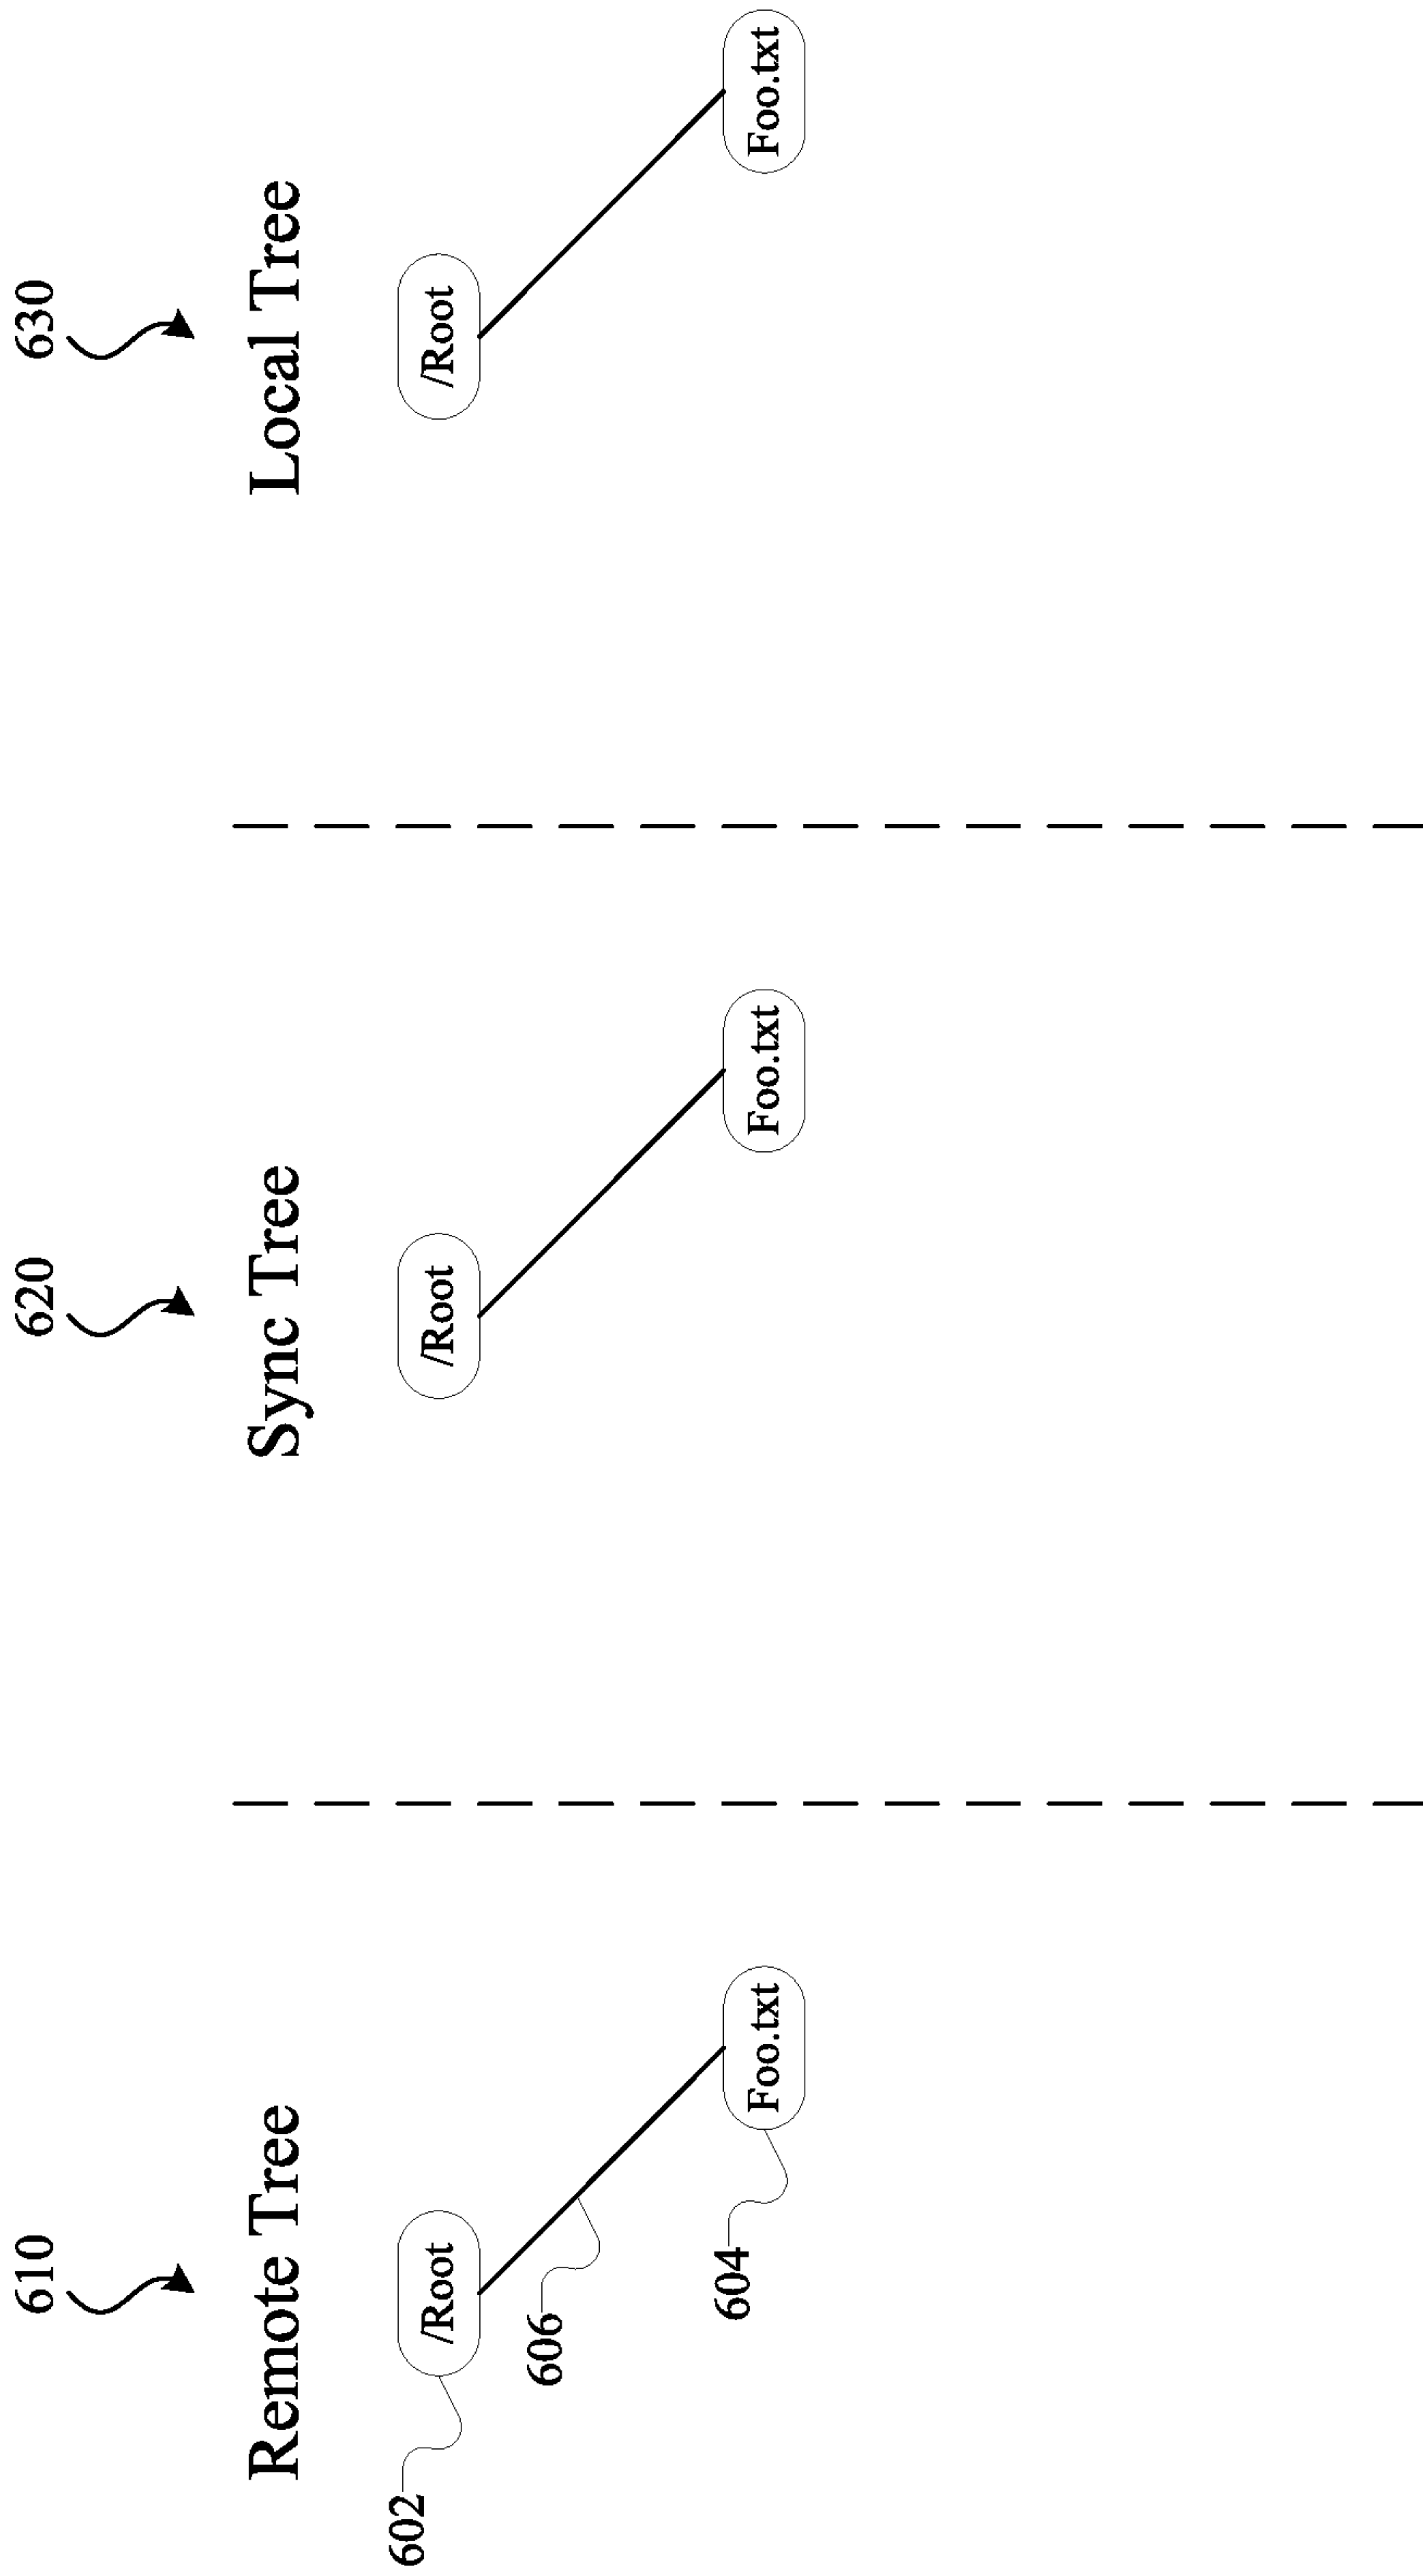 610
620
630
Remote Tree
Sync Tree
Local Tree
602
/Root
/Root
/Root
606
604
Foo.txt
Foo.txt
Foo.txt